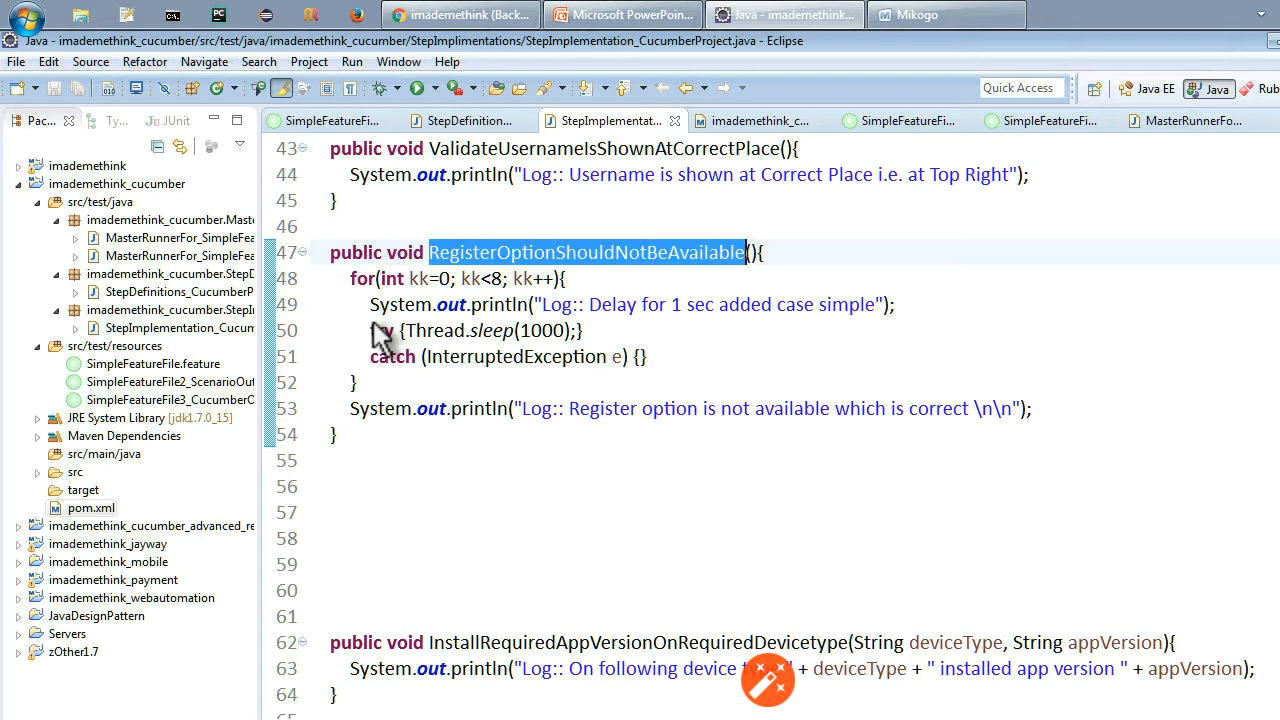 imademethink (Back...
Microsoft PowerPoin...
Java - imademethink...
Mikogo
Java - imademethink_cucumber/src/test/java/imademethink_cucumber/StepImplimentations/StepImplementation_CucumberProject.java - Eclipse
File Edit Source Refactor Navigate Search Project Run Window Help
Quick Access
Java EE
Java
Rub
Pac...
Ty...
JUnit
SimpleFeatureFi...
StepDefinition...
StepImplementat...
imademethink_c...
SimpleFeatureFi...
SimpleFeatureFi...
MasterRunnerFo...
imademethink
imademethink_cucumber
src/test/java
imademethink_cucumber.Maste
MasterRunnerFor_SimpleFea
MasterRunnerFor_SimpleFea
imademethink_cucumber.StepD
StepDefinitions_CucumberP
imademethink_cucumber.StepI
StepImplementation_Cucum
src/test/resources
SimpleFeatureFile.feature
SimpleFeatureFile2_ScenarioOut
SimpleFeatureFile3_CucumberO
JRE System Library [jdk1.7.0_15]
Maven Dependencies
src/main/java
src
target
pom.xml
imademethink_cucumber_advanced_re
imademethink_jayway
imademethink_mobile
imademethink_payment
imademethink_webautomation
JavaDesignPattern
Servers
zOther1.7
43 public void ValidateUsernameIsShownAtCorrectPlace(){
44 System.out.println("Log:: Username is shown at Correct Place i.e. at Top Right");
45 }
46
47 public void RegisterOptionShouldNotBeAvailable(){
48 for(int kk=0; kk<8; kk++){
49 System.out.println("Log:: Delay for 1 sec added case simple");
50 try {Thread.sleep(1000);}
51 catch (InterruptedException e) {}
52 }
53 System.out.println("Log:: Register option is not available which is correct \n\n");
54 }
55
56
57
58
59
60
61
62 public void InstallRequiredAppVersionOnRequiredDevicetype(String deviceType, String appVersion){
63 System.out.println("Log:: On following device " + deviceType + " installed app version " + appVersion);
64 }